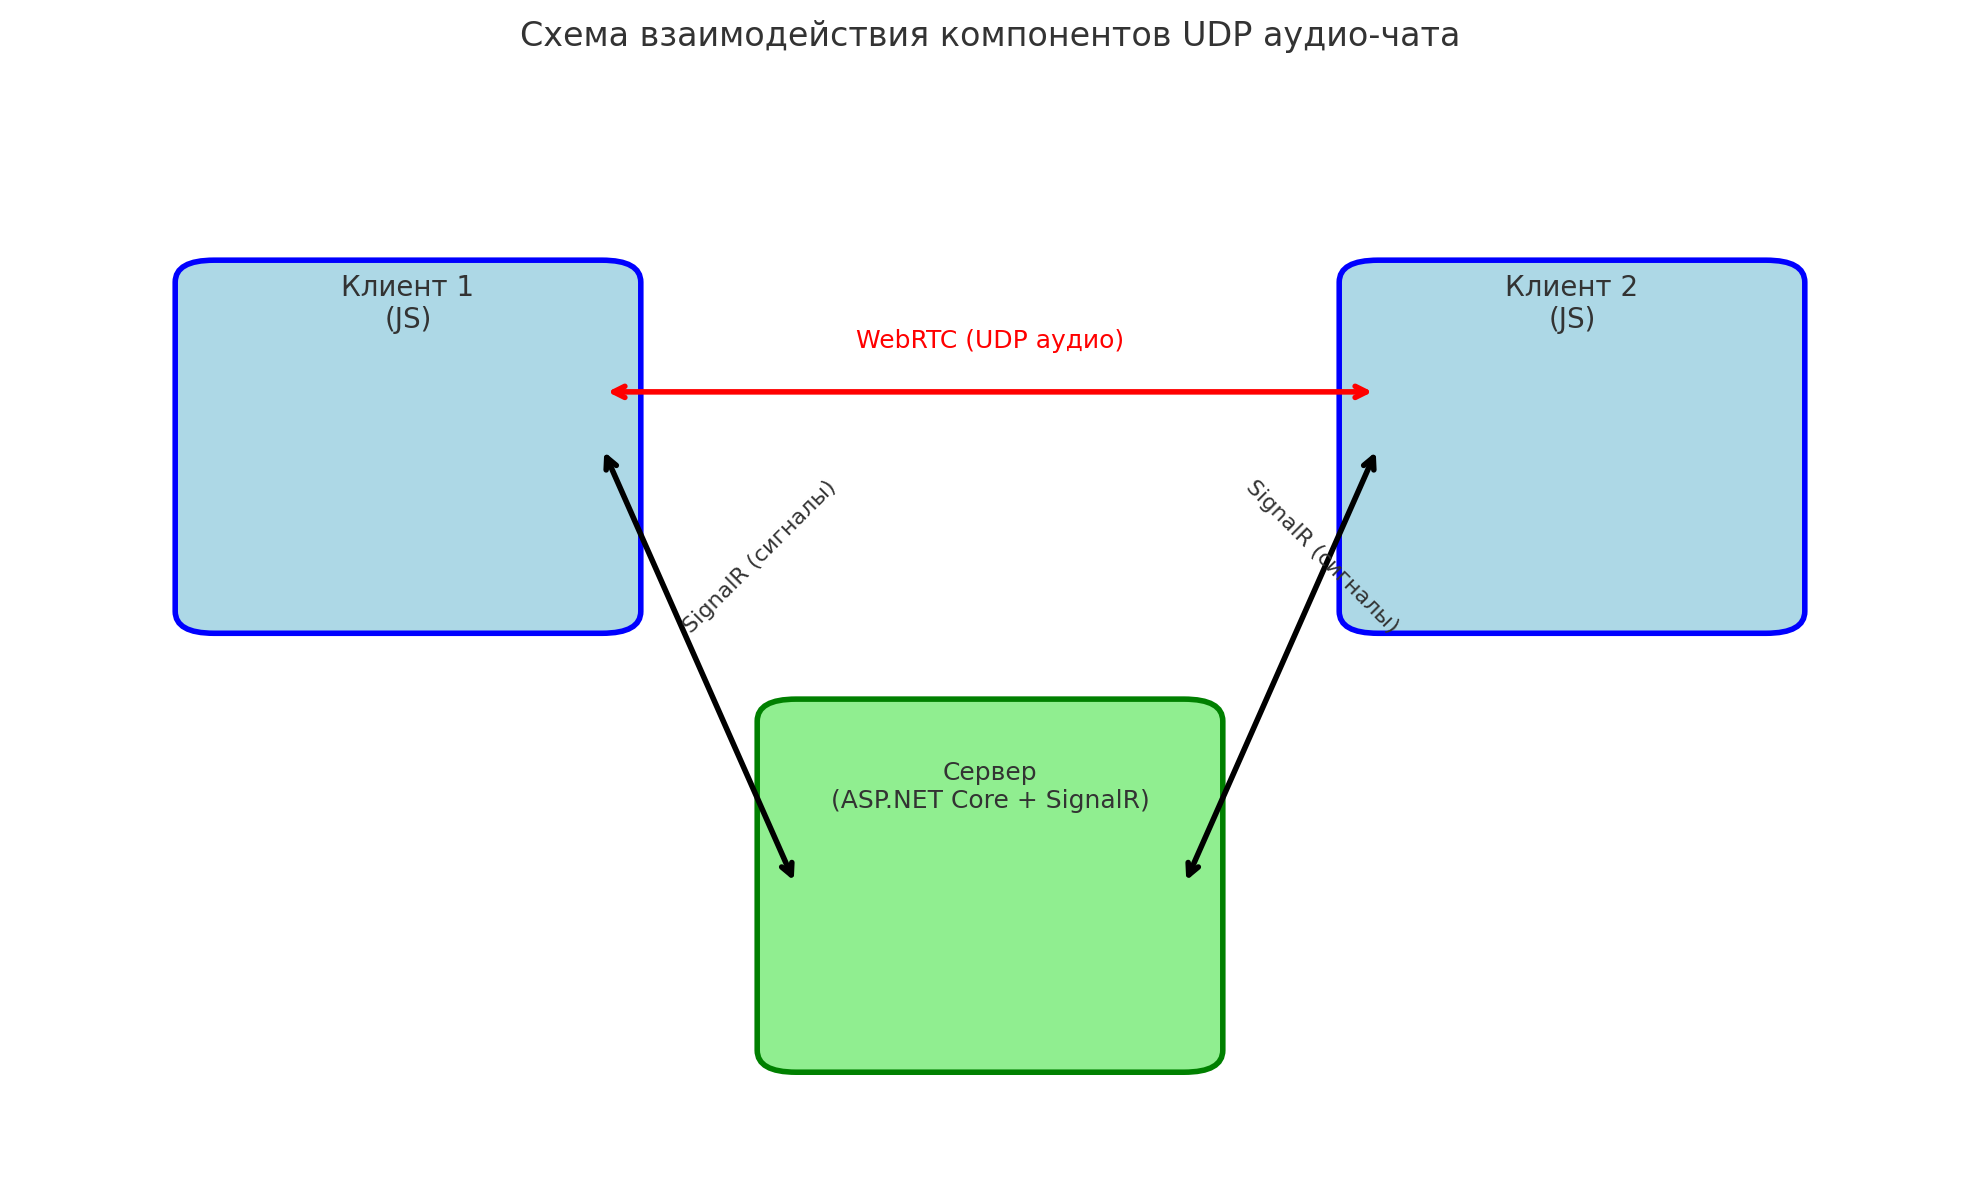 Схема взаимодействия компонентов UDP аудио-чата
Клиент 1
(JS)
Клиент 2
(JS)
WebRTC (UDP аудио)
SignalR (сигналы)
SignalR (сигналы)
Сервер
(ASP.NET Core + SignalR)